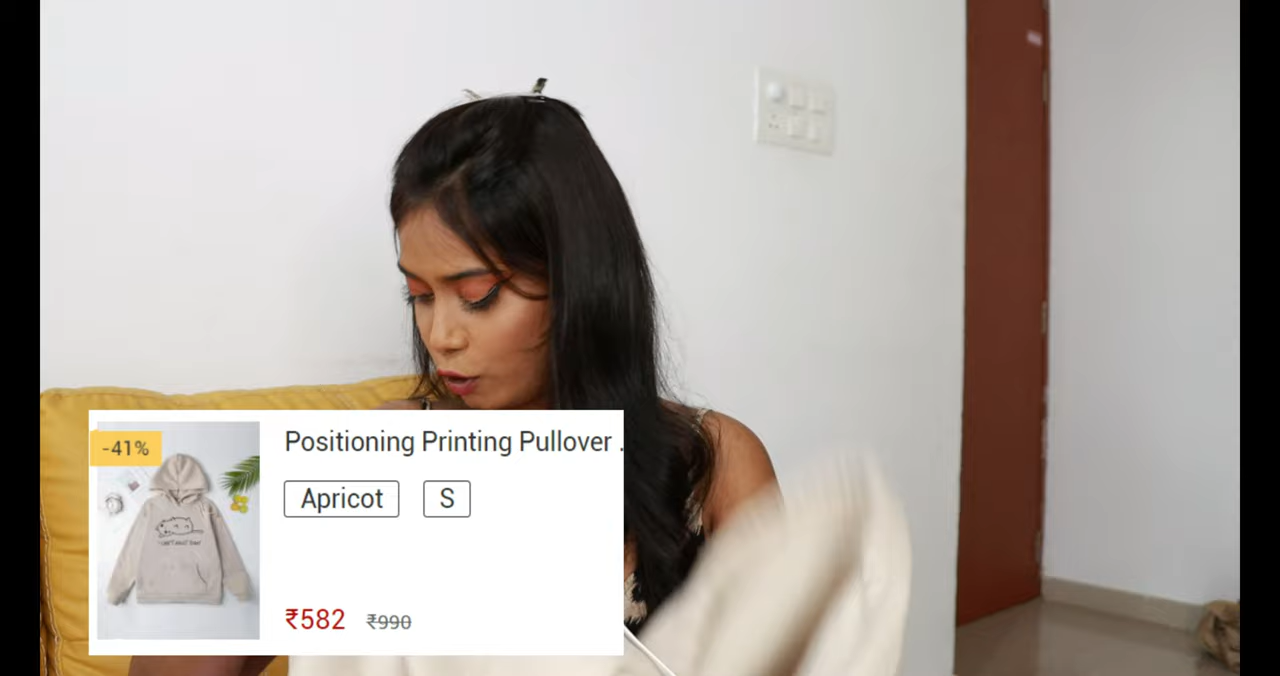 -41%
Positioning Printing Pullover .
Apricot
S
₹582 ₹990